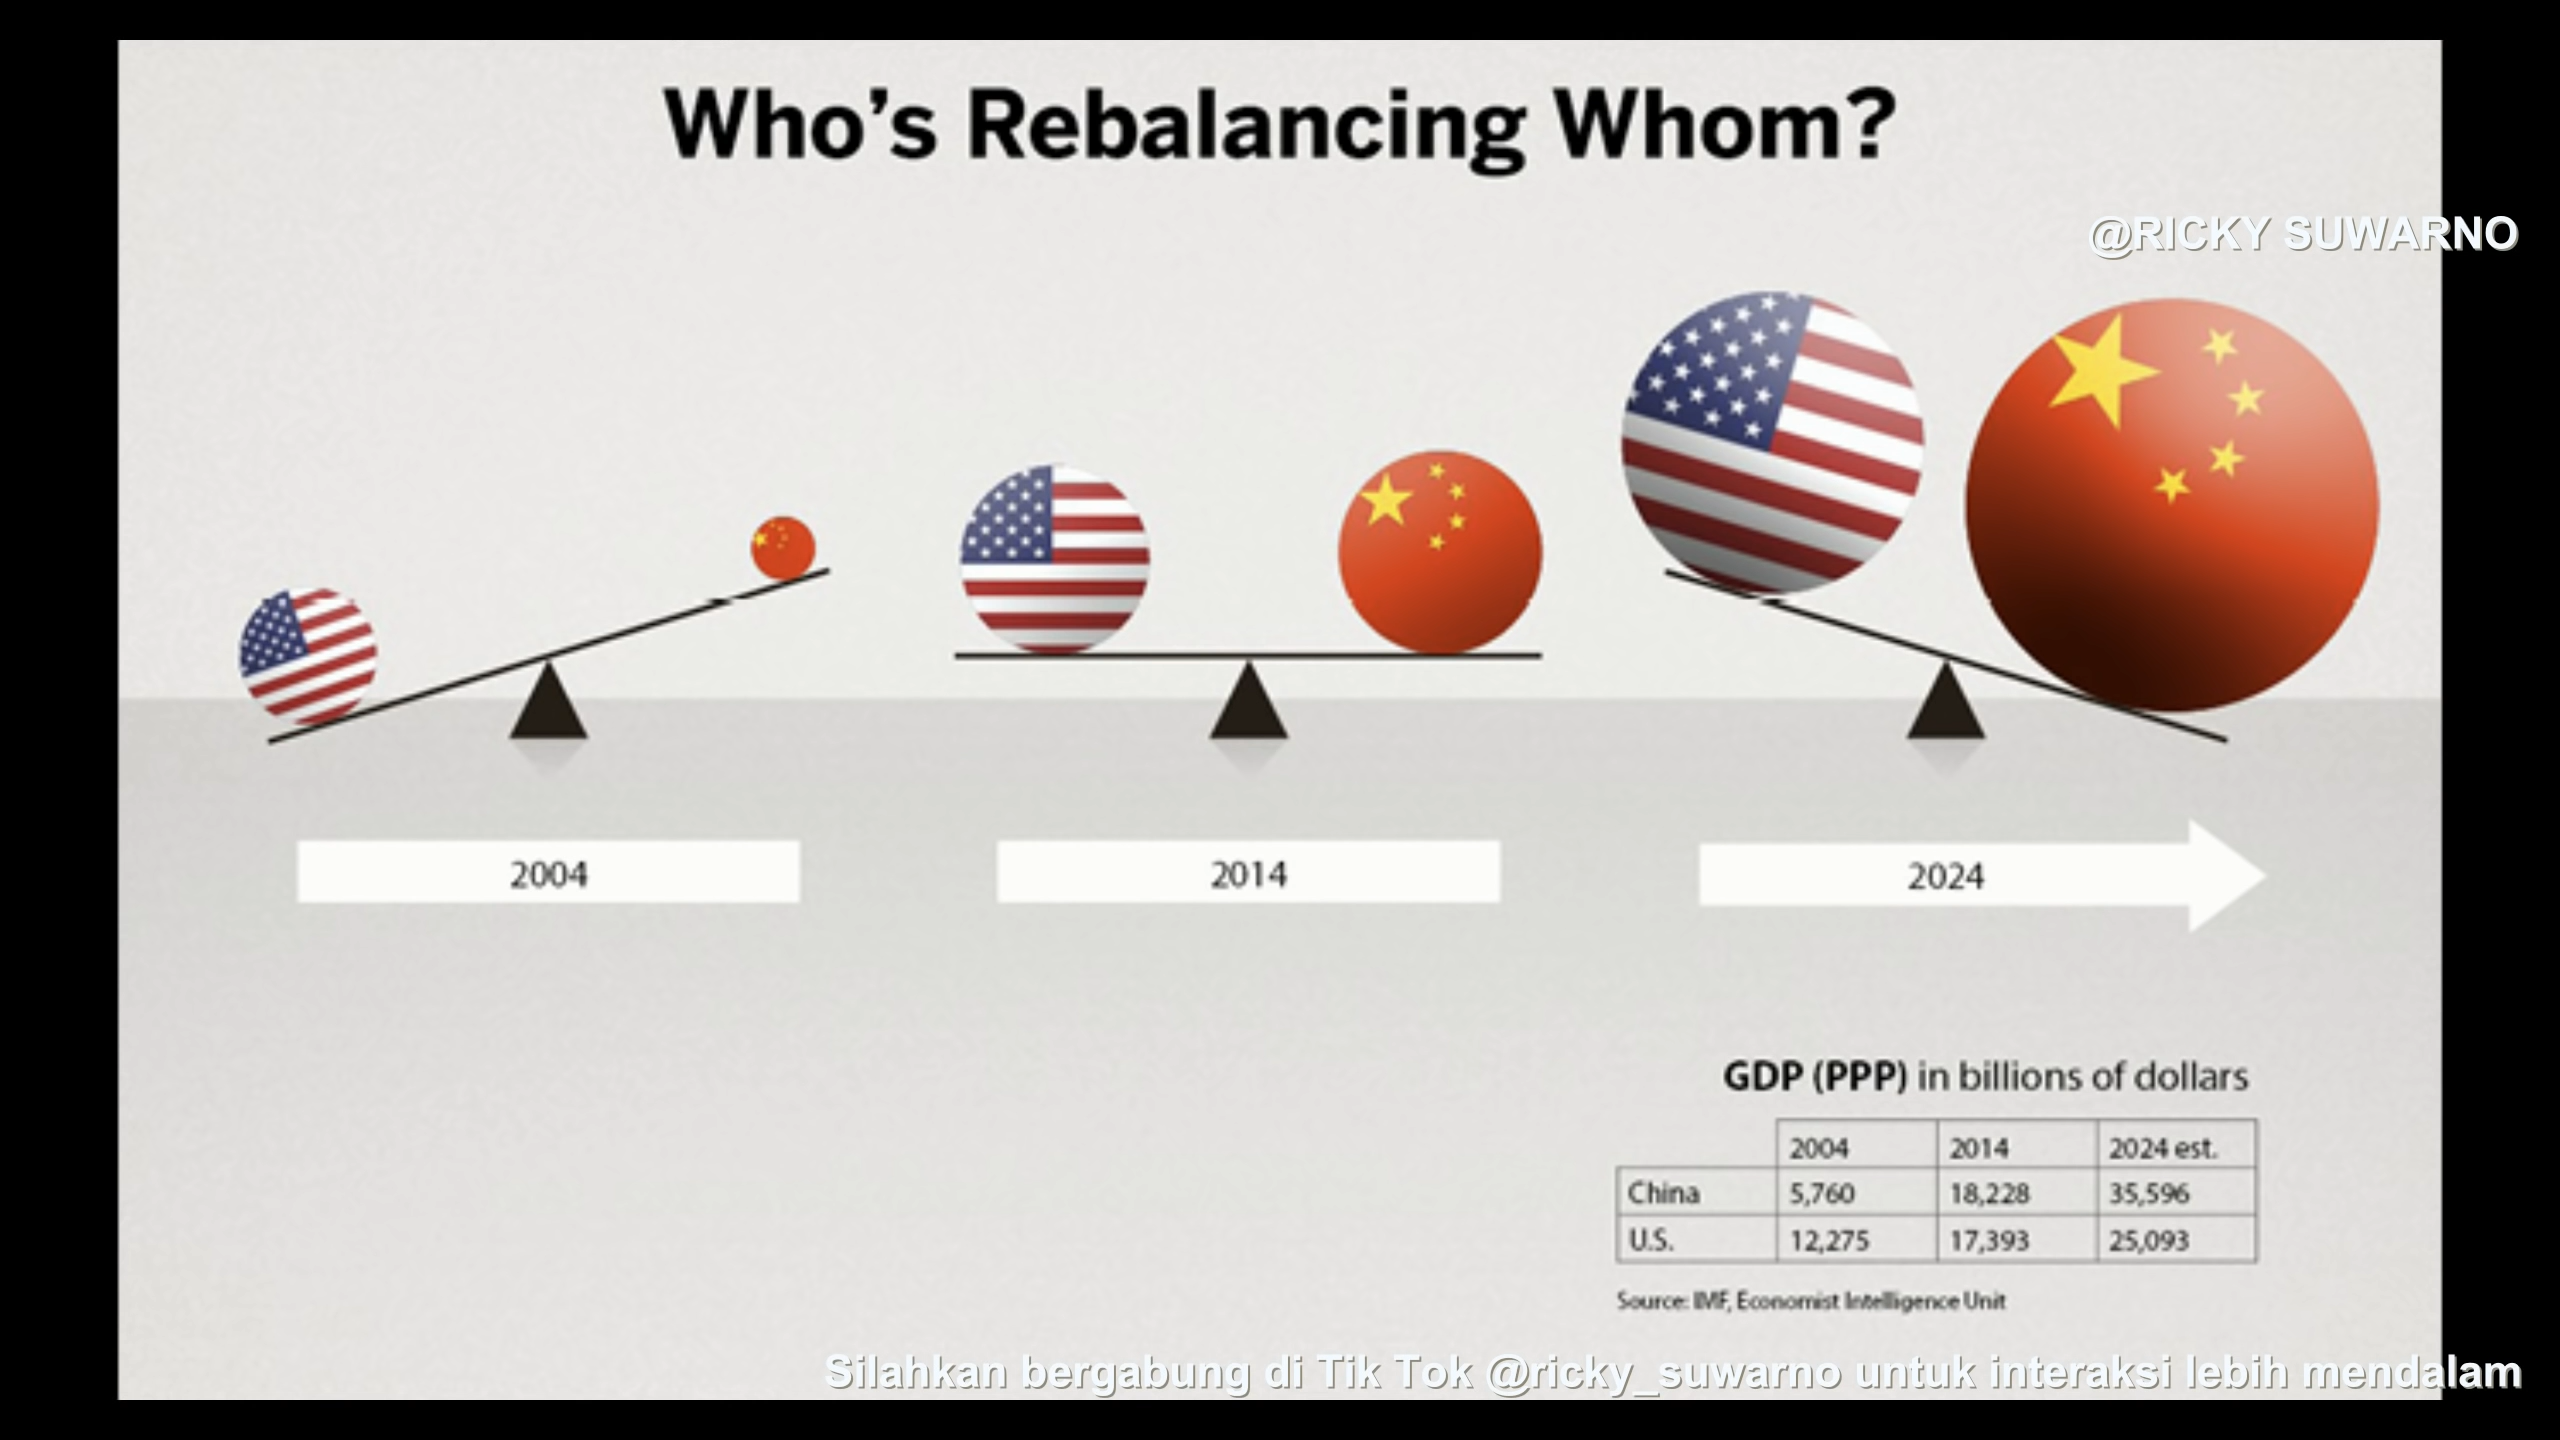 Who’s Rebalancing Whom?
@RICKY SUWARNO
2004
2014
2024
GDP (PPP) in billions of dollars
2004 2014 2024 est.
China 5,760 18,228 35,596
U.S. 12,275 17,393 25,093
Source: IMF, Economist Intelligence Unit
Silahkan bergabung di Tik Tok @ricky_suwarno untuk interaksi lebih mendalam